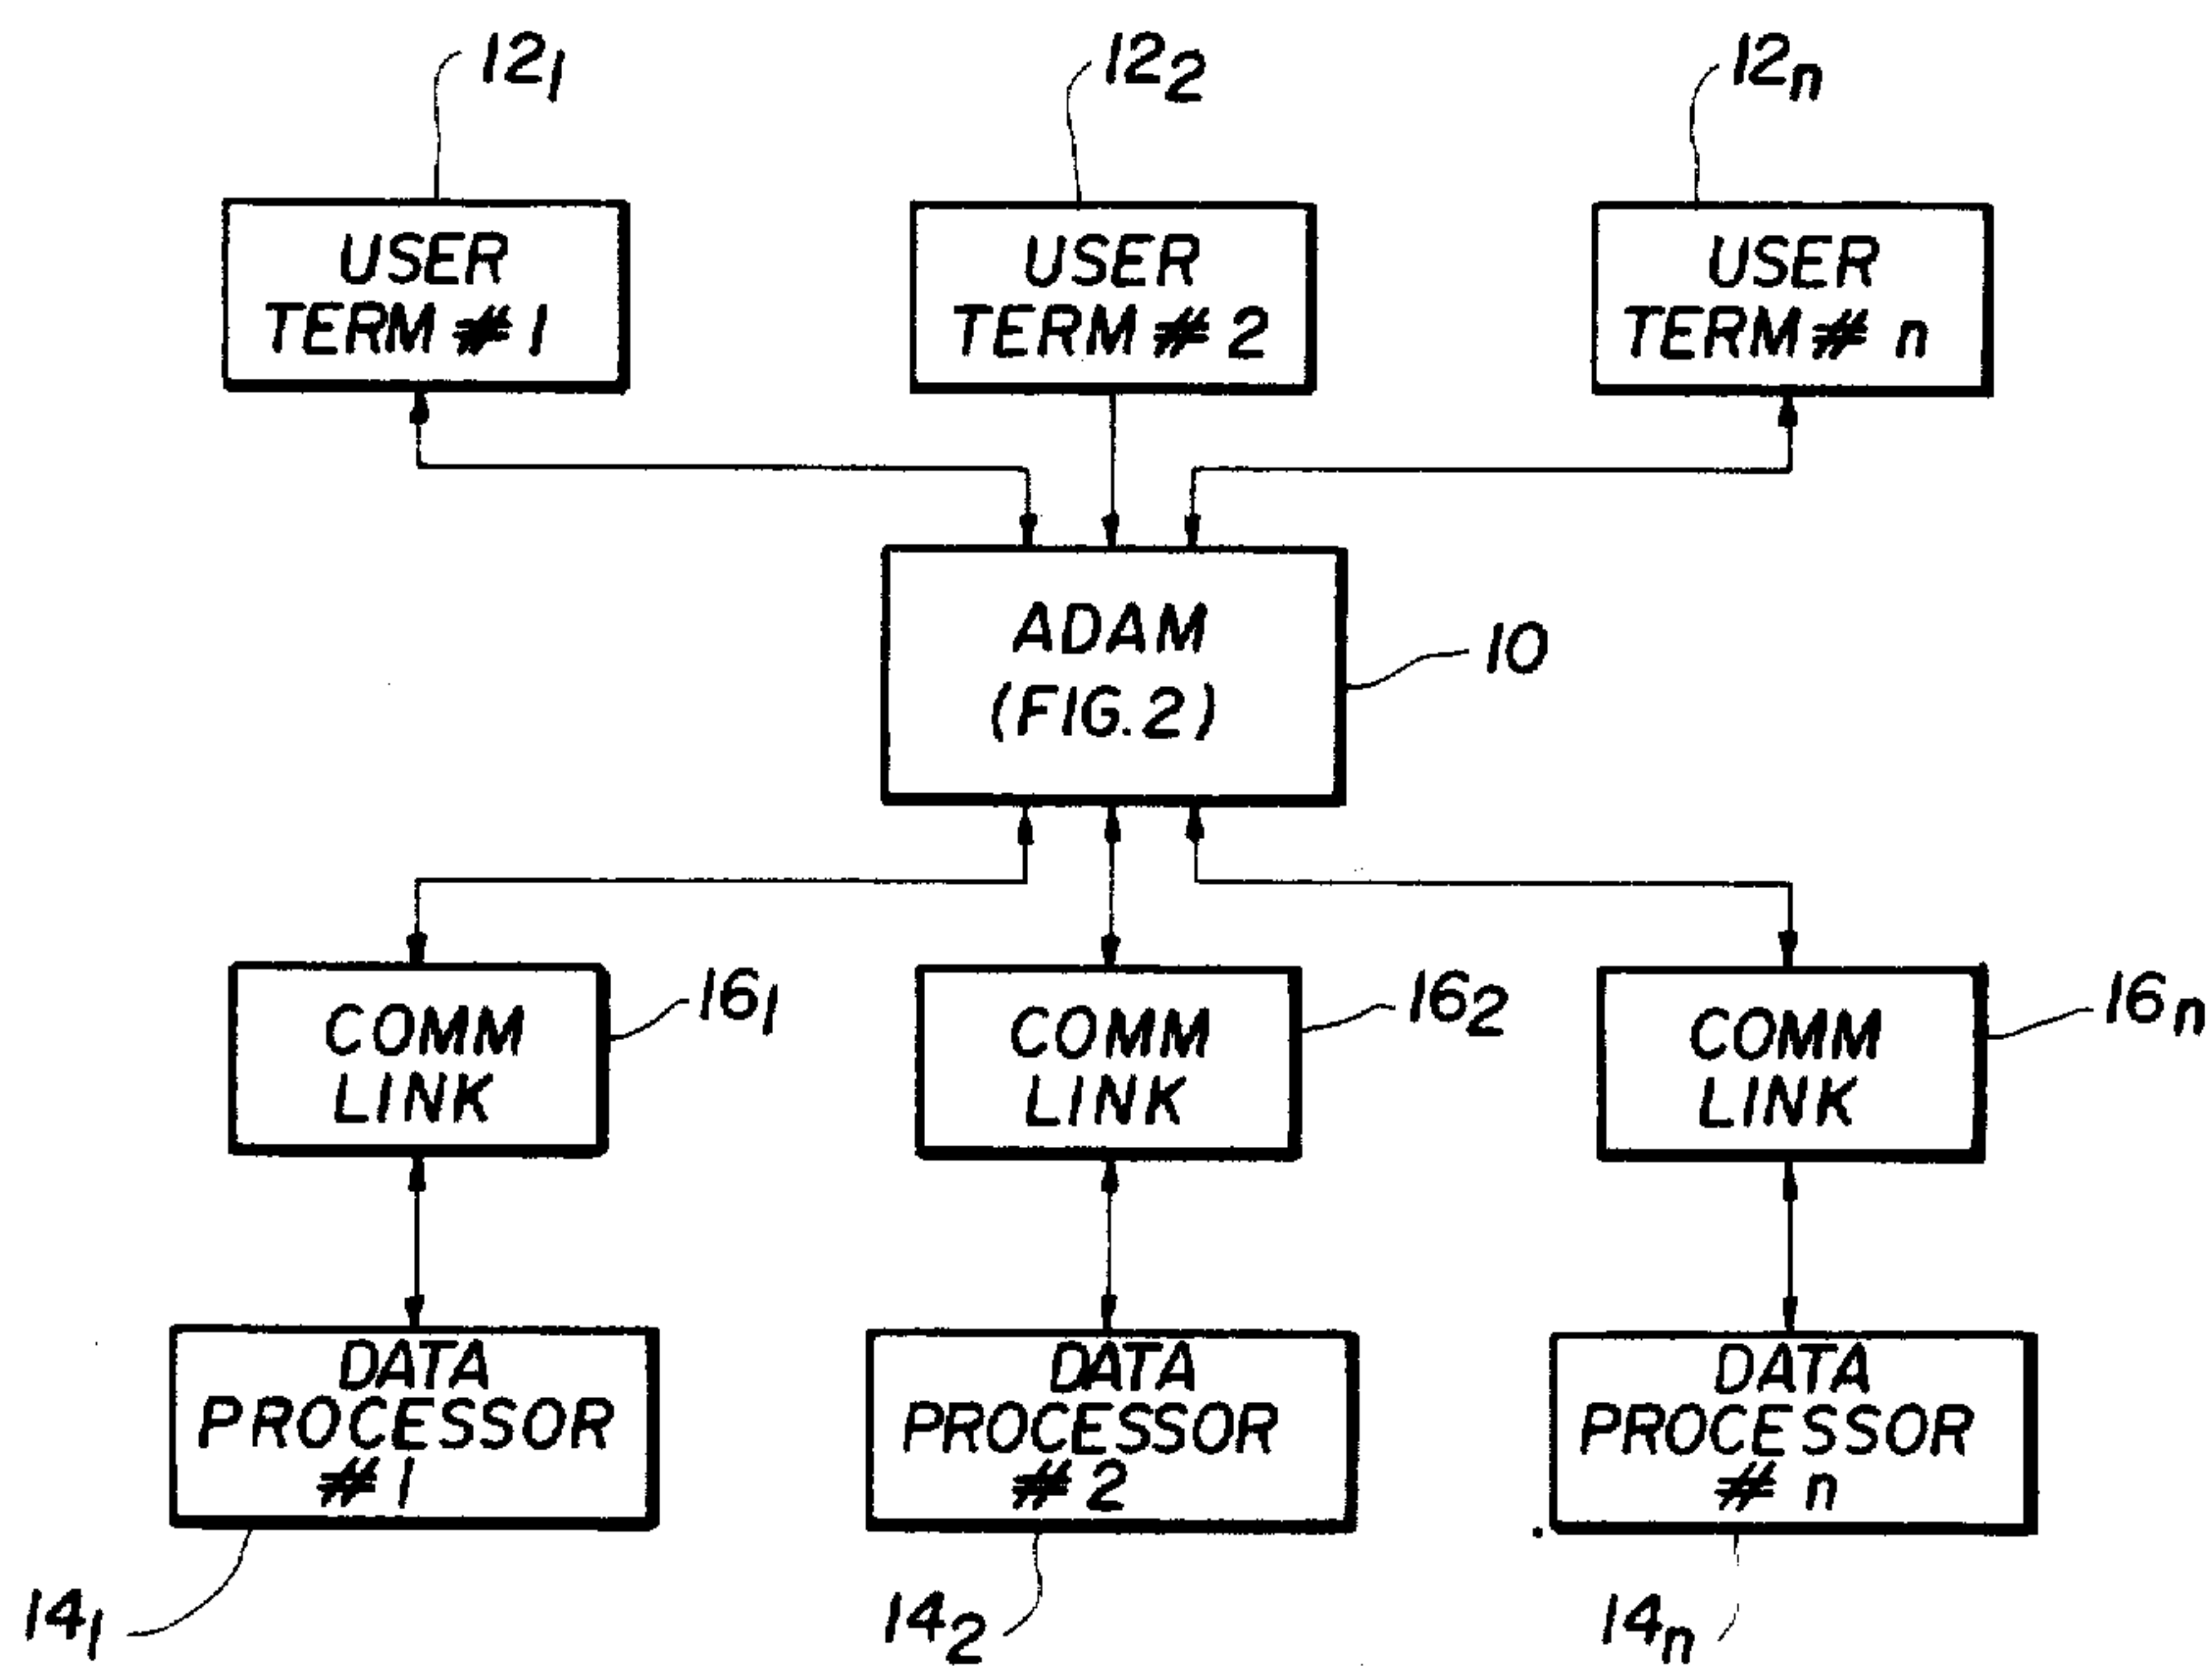 12₁
12₂
12ₙ
USER
TERM # 1
USER
TERM # 2
USER
TERM # n
ADAM
(FIG. 2)
10
COMM
LINK
16₁
COMM
LINK
16₂
COMM
LINK
16ₙ
DATA
PROCESSOR
# 1
DATA
PROCESSOR
# 2
DATA
PROCESSOR
# n
14₁
14₂
14ₙ